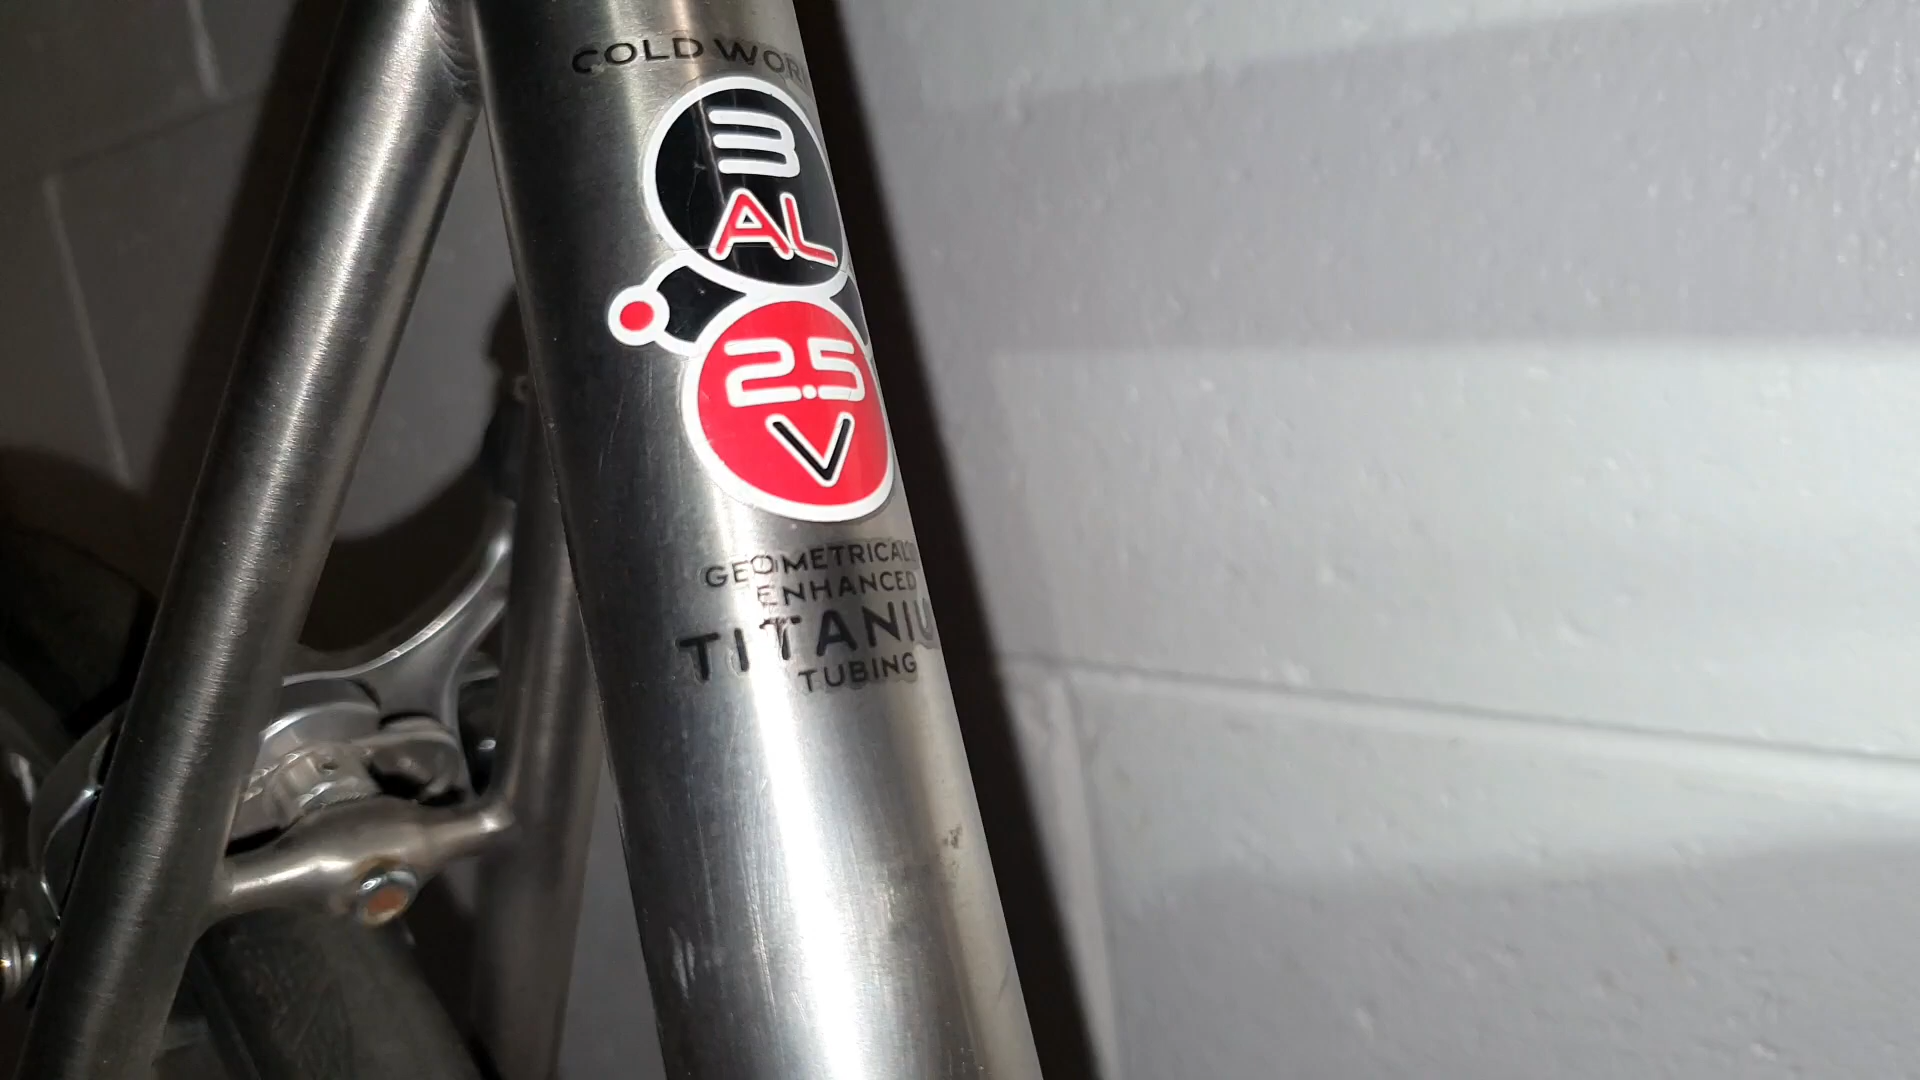 COLD WOR
3
AL
2.5
V
GEOMETRICAL
ENHANCED
TITANIU
TUBING